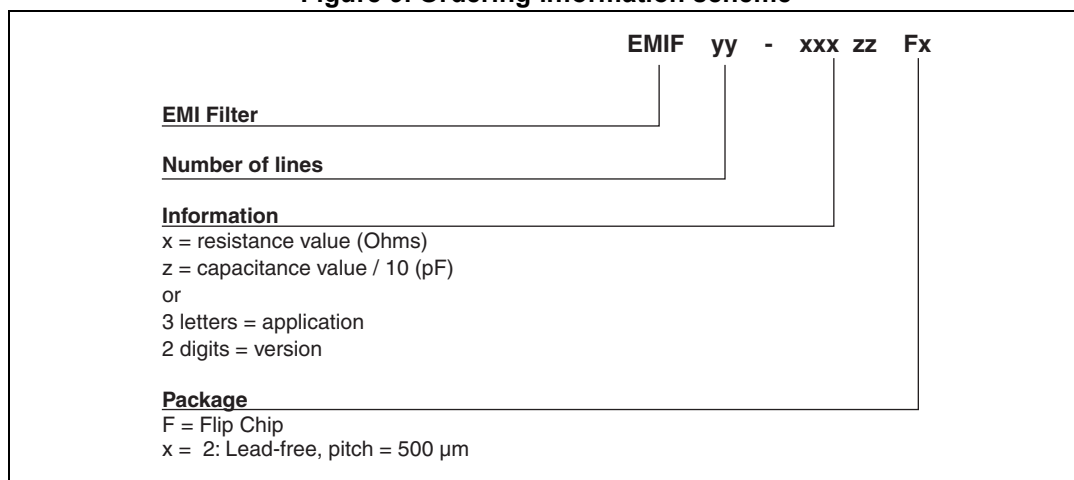 Figure 9. Ordering information scheme
EMIF yy - xxx zz Fx
EMI Filter
Number of lines
Information
x = resistance value (Ohms)
z = capacitance value / 10 (pF)
or
3 letters = application
2 digits = version
Package
F = Flip Chip
x = 2: Lead-free, pitch = 500 µm